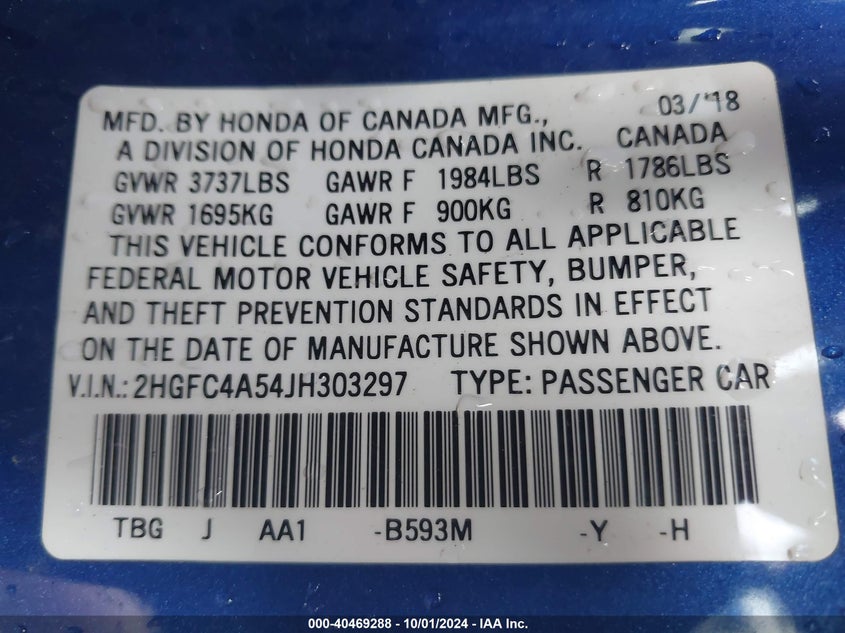 MFD. BY HONDA OF CANADA MFG., 03/'18
A DIVISION OF HONDA CANADA INC. CANADA
GVWR 3737LBS GAWR F 1984LBS R 1786LBS
GVWR 1695KG GAWR F 900KG R 810KG
THIS VEHICLE CONFORMS TO ALL APPLICABLE
FEDERAL MOTOR VEHICLE SAFETY, BUMPER,
AND THEFT PREVENTION STANDARDS IN EFFECT
ON THE DATE OF MANUFACTURE SHOWN ABOVE.
V.I.N.: 2HGFC4A54JH303297 TYPE: PASSENGER CAR
TBG J AA1 -B593M -Y -H
000-40469288 - 10/01/2024 - IAA Inc.